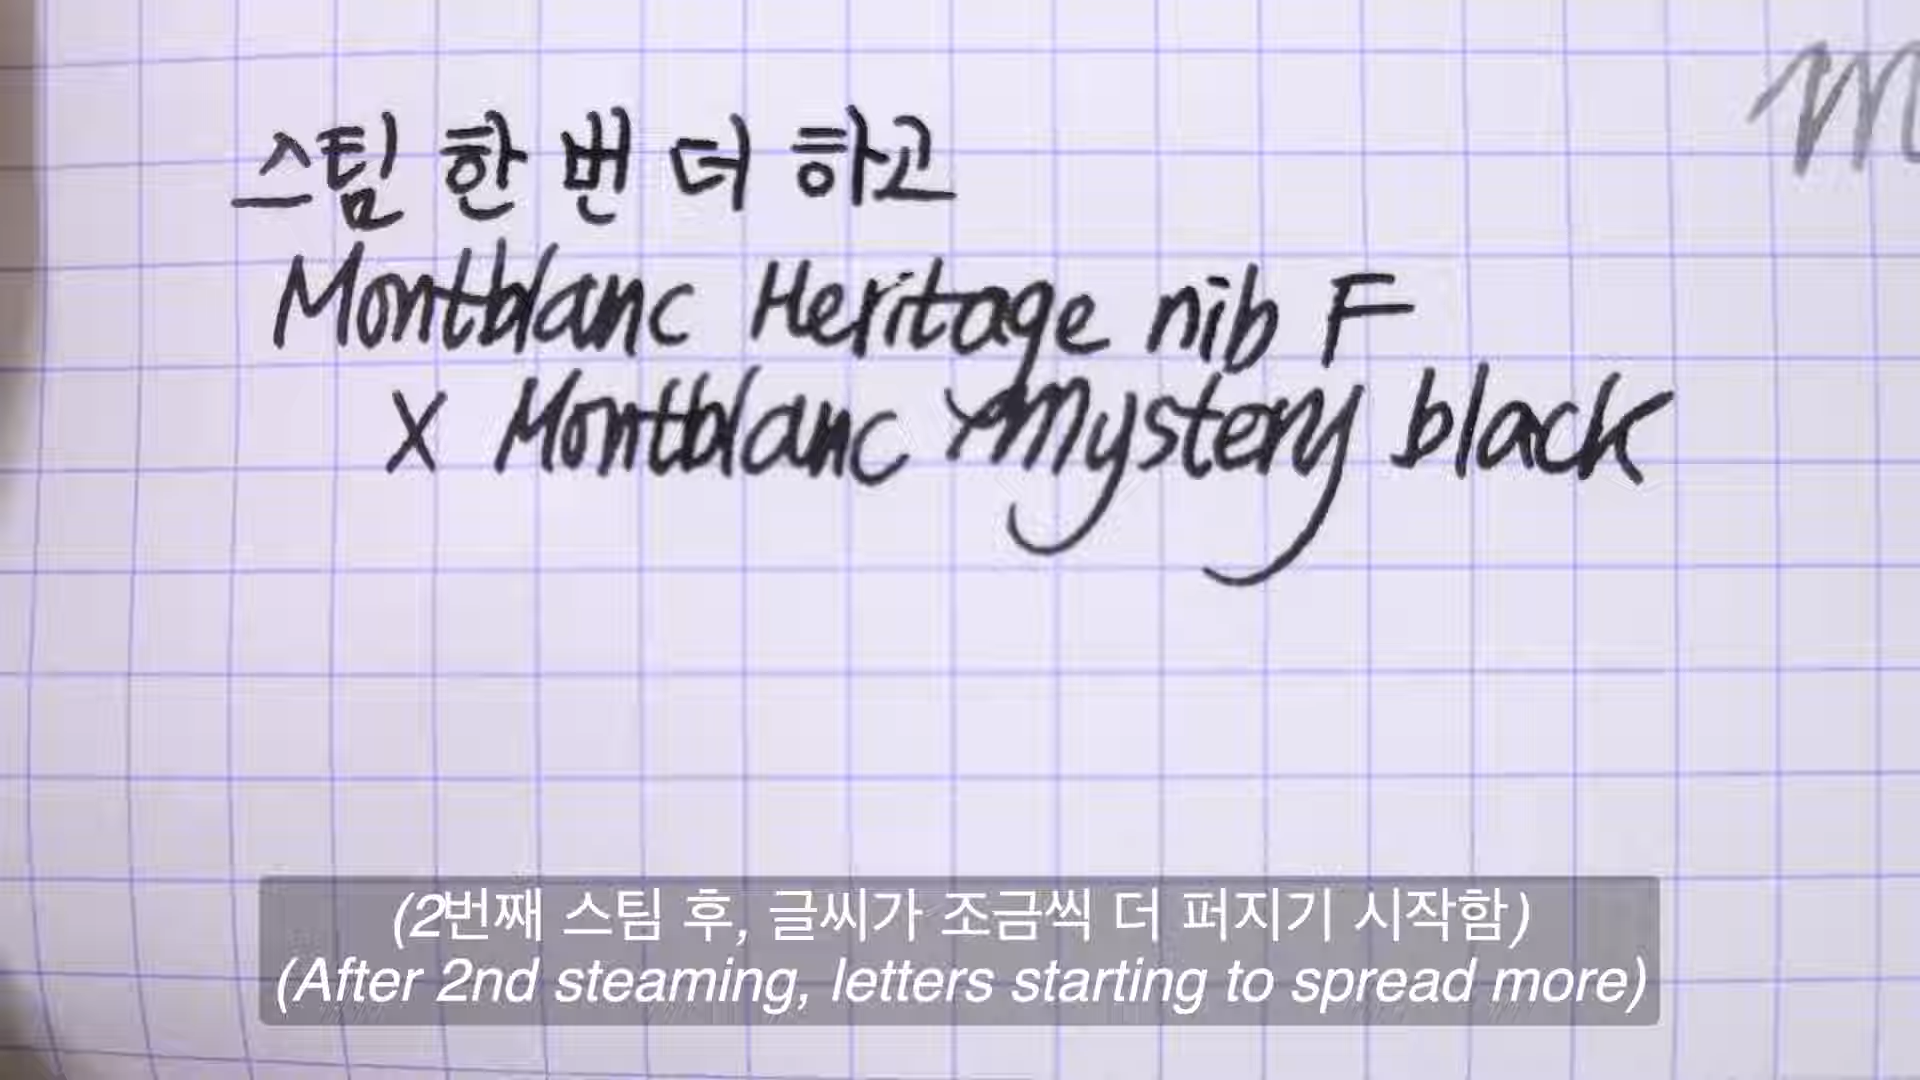 스팀 한 번 더 하고
Montblanc Heritage nib F
x Montblanc Mystery black
m
(2번째 스팀 후, 글씨가 조금씩 더 퍼지기 시작함)
(After 2nd steaming, letters starting to spread more)